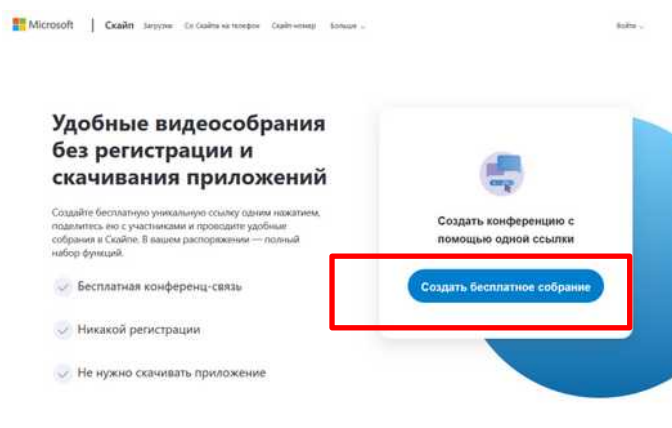 Microsoft | Скайп Загрузки Со Скайпа на телефон Скайп-номер Больше Войти
Удобные видеособрания
без регистрации и
скачивания приложений
Создайте бесплатную уникальную ссылку одним нажатием,
поделитесь ею с участниками и проводите удобные
собрания в Скайпе. В вашем распоряжении — полный
набор функций.
Бесплатная конференц-связь
Никакой регистрации
Не нужно скачивать приложение
Создать конференцию с
помощью одной ссылки
Создать бесплатное собрание